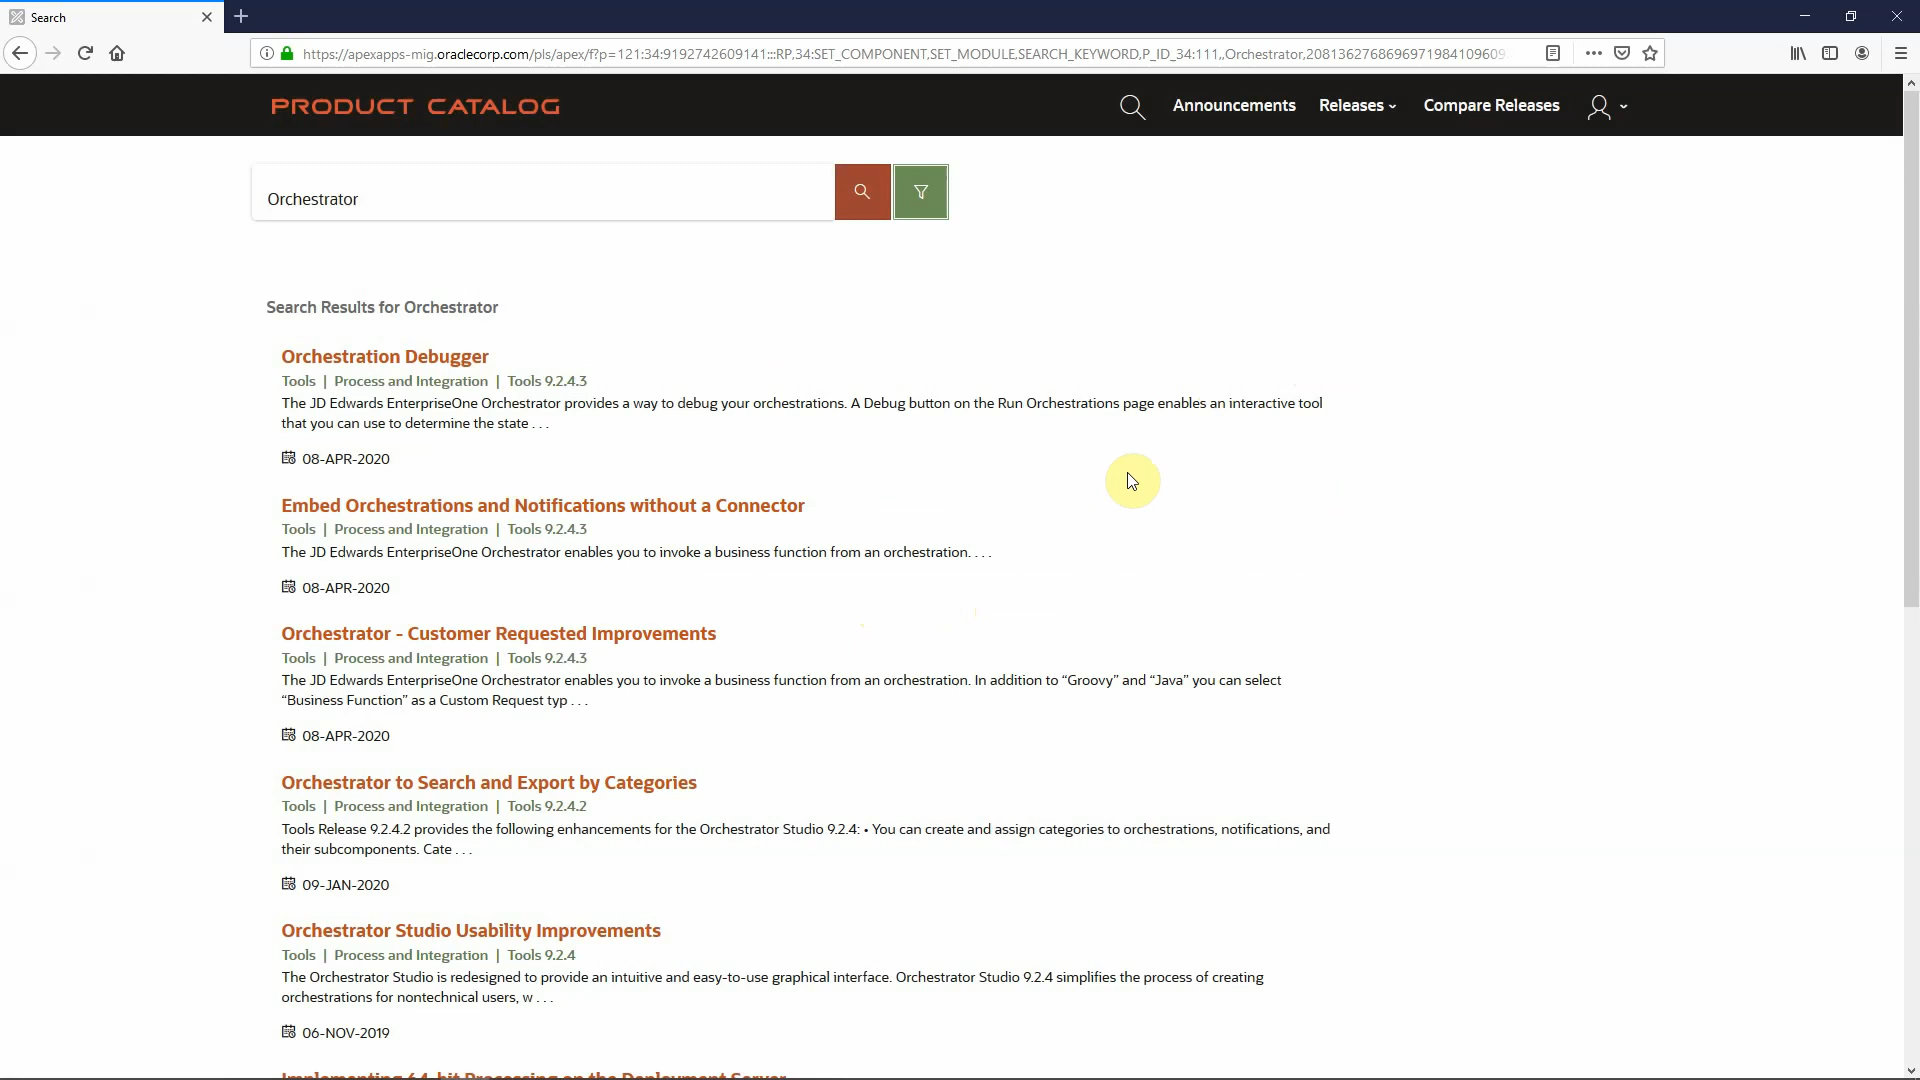 Search
https://apexapps-mig.oraclecorp.com/pls/apex/f?p=121:34:9192742609141:::RP,34:SET_COMPONENT,SET_MODULE,SEARCH_KEYWORD,P_ID_34:111,,Orchestrator,2081362768696971984109609
PRODUCT CATALOG
Announcements
Releases
Compare Releases
Orchestrator
Search Results for Orchestrator
Orchestration Debugger
Tools | Process and Integration | Tools 9.2.4.3
The JD Edwards EnterpriseOne Orchestrator provides a way to debug your orchestrations. A Debug button on the Run Orchestrations page enables an interactive tool
that you can use to determine the state . . .
08-APR-2020
Embed Orchestrations and Notifications without a Connector
Tools | Process and Integration | Tools 9.2.4.3
The JD Edwards EnterpriseOne Orchestrator enables you to invoke a business function from an orchestration. . . .
08-APR-2020
Orchestrator - Customer Requested Improvements
Tools | Process and Integration | Tools 9.2.4.3
The JD Edwards EnterpriseOne Orchestrator enables you to invoke a business function from an orchestration. In addition to “Groovy” and “Java” you can select
“Business Function” as a Custom Request typ . . .
08-APR-2020
Orchestrator to Search and Export by Categories
Tools | Process and Integration | Tools 9.2.4.2
Tools Release 9.2.4.2 provides the following enhancements for the Orchestrator Studio 9.2.4: • You can create and assign categories to orchestrations, notifications, and
their subcomponents. Cate . . .
09-JAN-2020
Orchestrator Studio Usability Improvements
Tools | Process and Integration | Tools 9.2.4
The Orchestrator Studio is redesigned to provide an intuitive and easy-to-use graphical interface. Orchestrator Studio 9.2.4 simplifies the process of creating
orchestrations for nontechnical users, w . . .
06-NOV-2019
Implementing 64-bit Processing on the Deployment Server